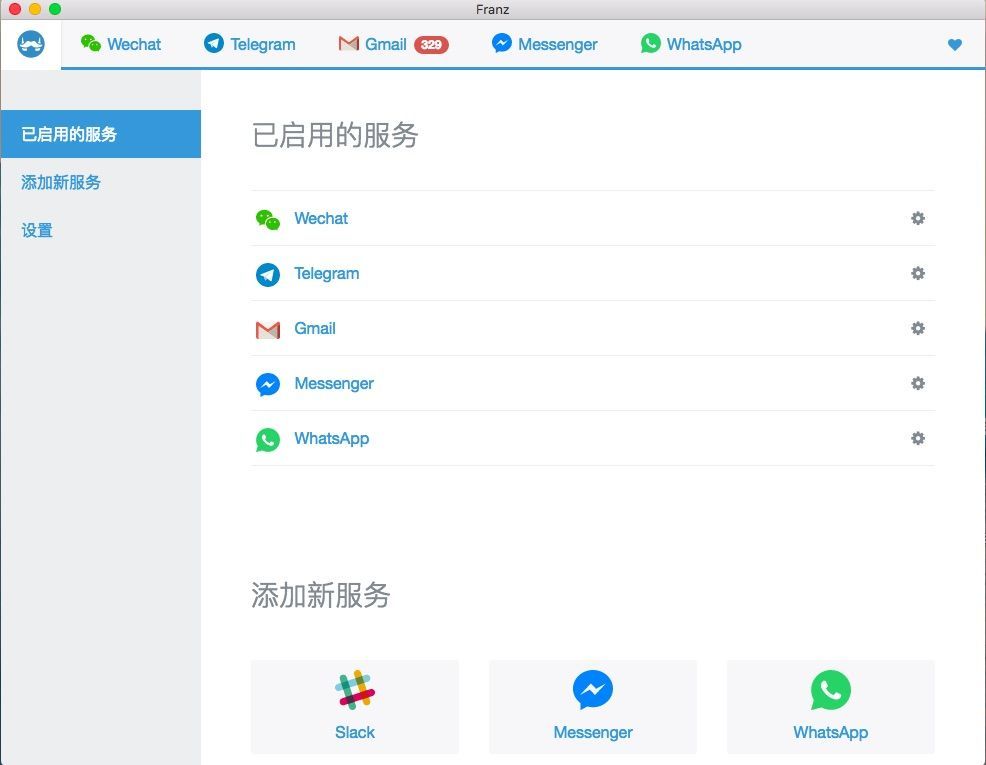 Franz
Wechat Telegram Gmail 329 Messenger WhatsApp
已启用的服务
添加新服务
设置
已启用的服务
Wechat
Telegram
Gmail
Messenger
WhatsApp
添加新服务
Slack Messenger WhatsApp